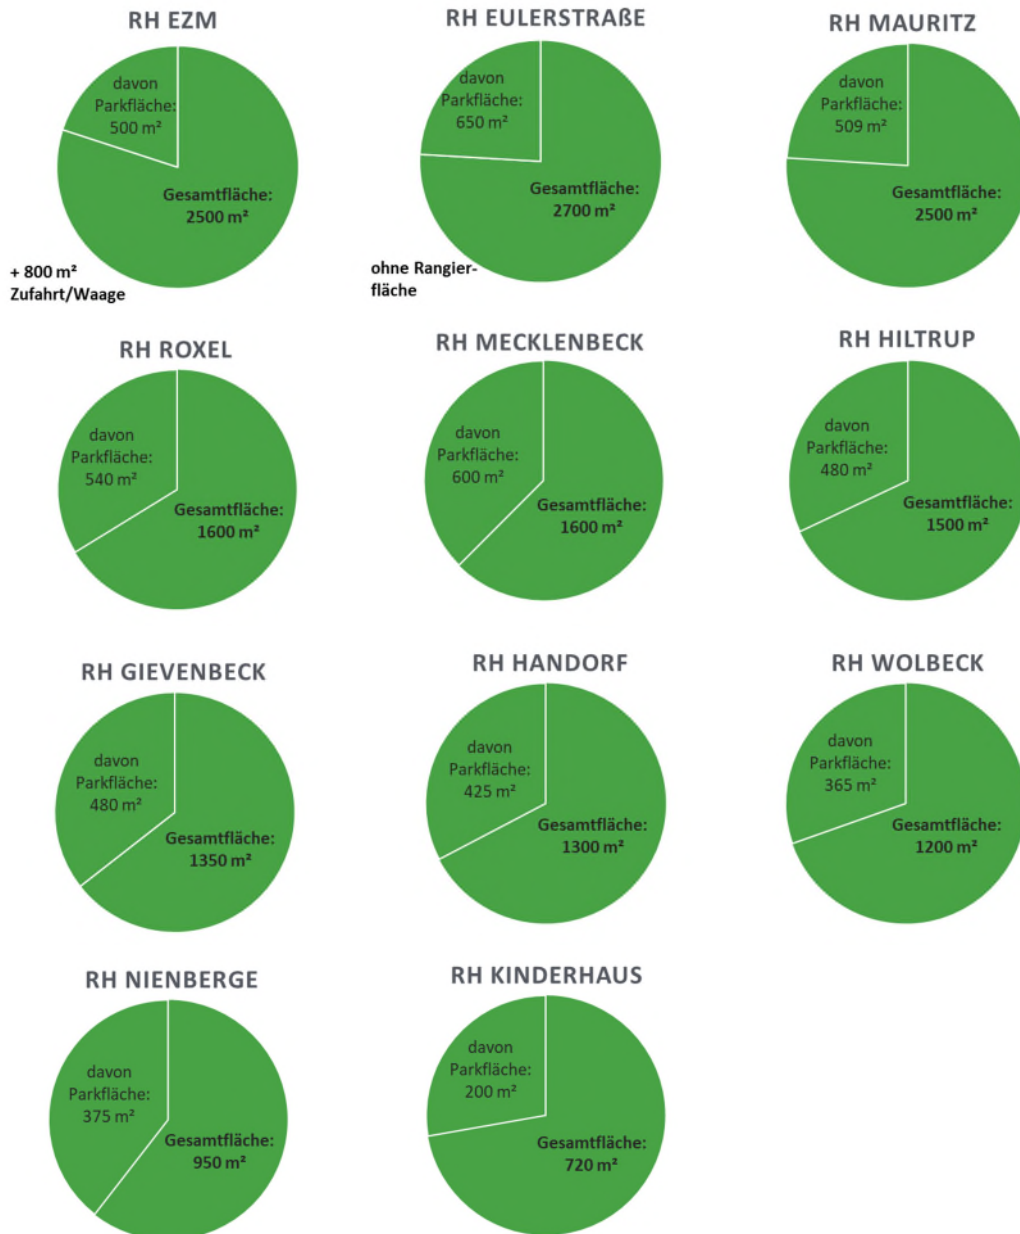 RH EZM
davon
Parkfläche:
500 m²
Gesamtfläche:
2500 m²
+ 800 m²
Zufahrt/Waage
RH EULERSTRAßE
davon
Parkfläche:
650 m²
Gesamtfläche:
2700 m²
ohne Rangier-
fläche
RH MAURITZ
davon
Parkfläche:
509 m²
Gesamtfläche:
2500 m²
RH ROXEL
davon
Parkfläche:
540 m²
Gesamtfläche:
1600 m²
RH MECKLENBECK
davon
Parkfläche:
600 m²
Gesamtfläche:
1600 m²
RH HILTRUP
davon
Parkfläche:
480 m²
Gesamtfläche:
1500 m²
RH GIEVENBECK
davon
Parkfläche:
480 m²
Gesamtfläche:
1350 m²
RH HANDORF
davon
Parkfläche:
425 m²
Gesamtfläche:
1300 m²
RH WOLBECK
davon
Parkfläche:
365 m²
Gesamtfläche:
1200 m²
RH NIENBERGE
davon
Parkfläche:
375 m²
Gesamtfläche:
950 m²
RH KINDERHAUS
davon
Parkfläche:
200 m²
Gesamtfläche:
720 m²